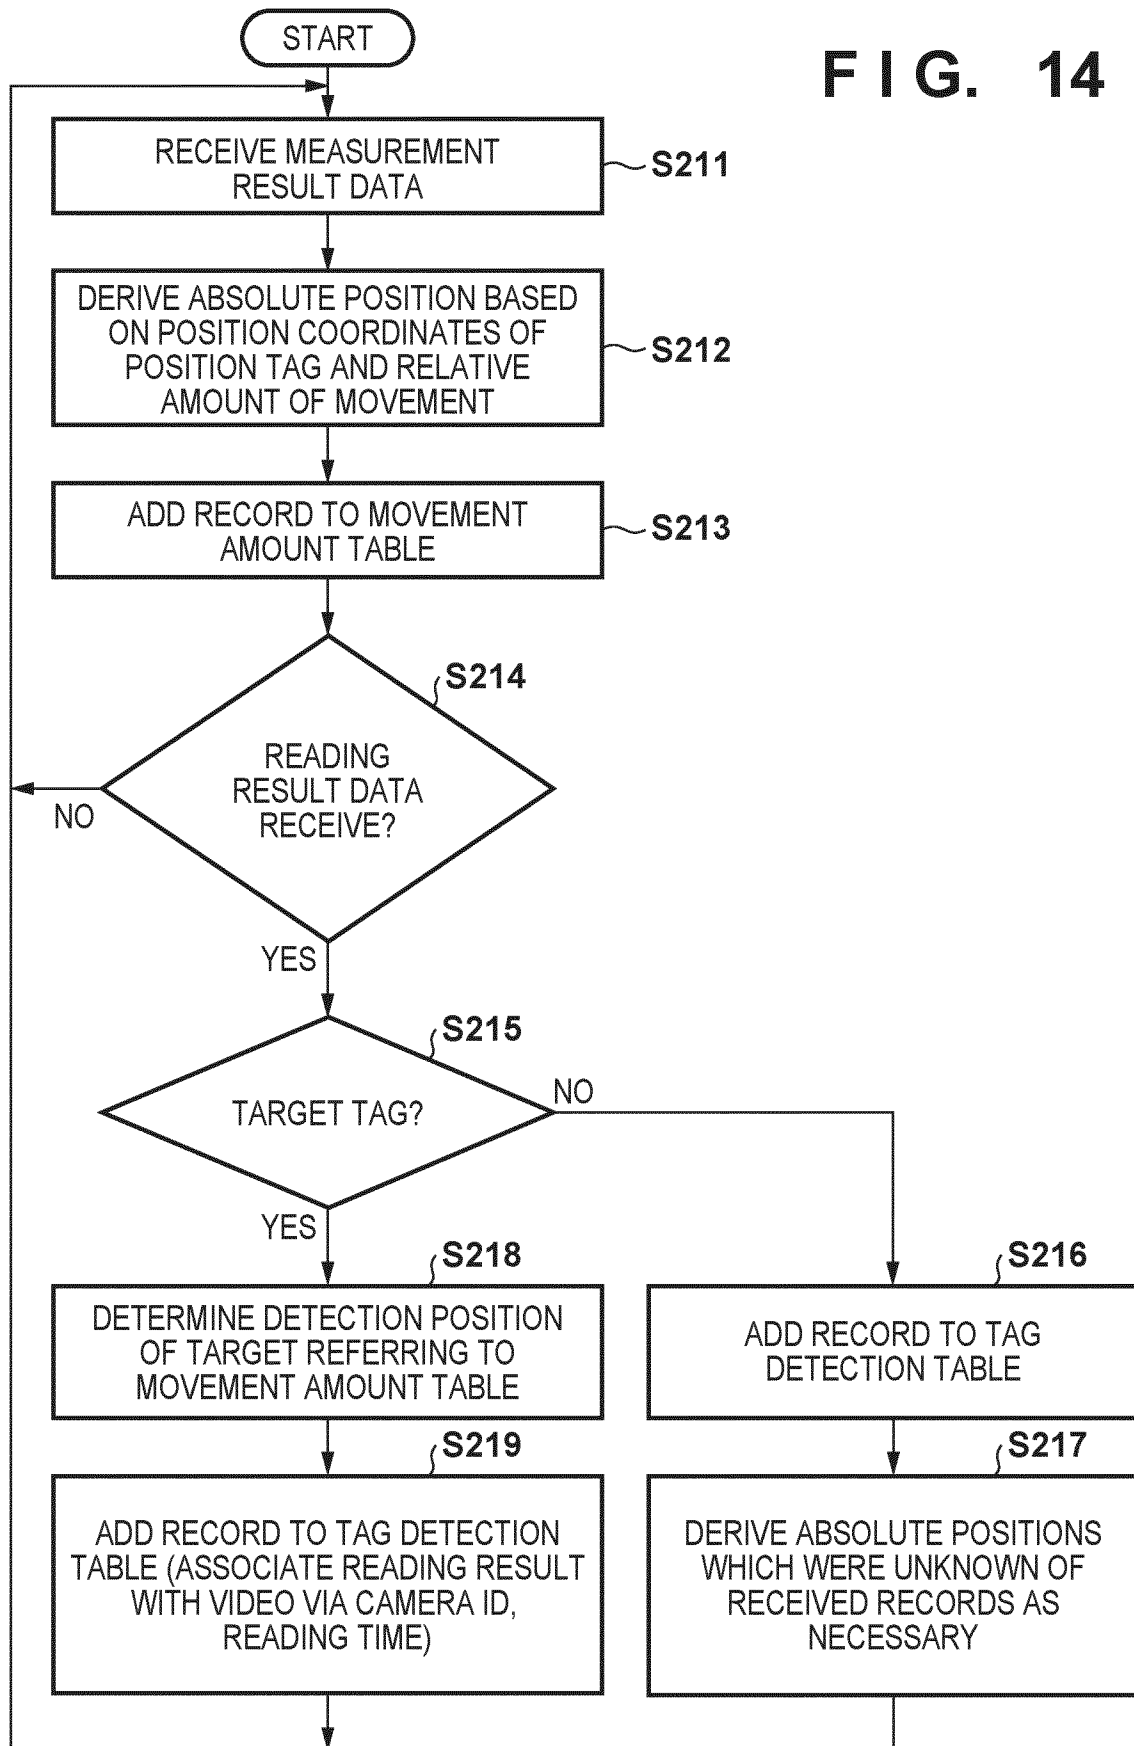 START
F I G. 14
RECEIVE MEASUREMENT
RESULT DATA
S211
DERIVE ABSOLUTE POSITION BASED
ON POSITION COORDINATES OF
POSITION TAG AND RELATIVE
AMOUNT OF MOVEMENT
S212
ADD RECORD TO MOVEMENT
AMOUNT TABLE
S213
S214
READING
RESULT DATA
RECEIVE?
NO
YES
S215
TARGET TAG?
NO
YES
S218
DETERMINE DETECTION POSITION
OF TARGET REFERRING TO
MOVEMENT AMOUNT TABLE
S216
ADD RECORD TO TAG
DETECTION TABLE
S219
ADD RECORD TO TAG DETECTION
TABLE (ASSOCIATE READING RESULT
WITH VIDEO VIA CAMERA ID,
READING TIME)
S217
DERIVE ABSOLUTE POSITIONS
WHICH WERE UNKNOWN OF
RECEIVED RECORDS AS
NECESSARY